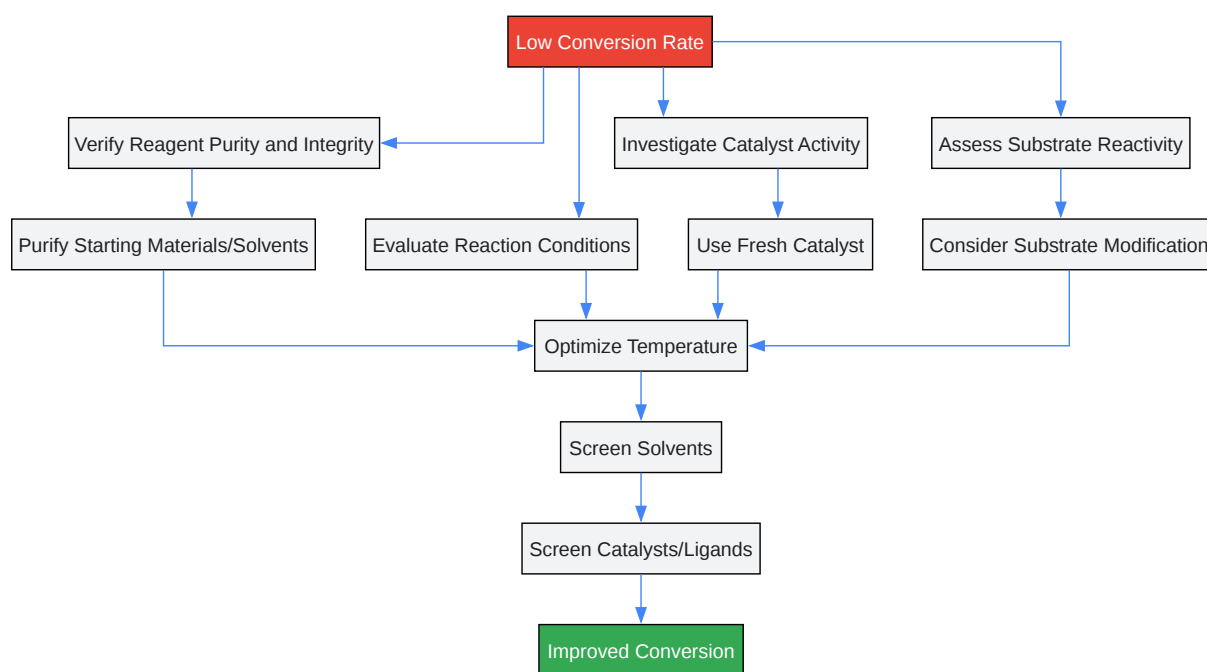 Low Conversion Rate
Verify Reagent Purity and Integrity
Investigate Catalyst Activity
Assess Substrate Reactivity
Purify Starting Materials/Solvents
Evaluate Reaction Conditions
Use Fresh Catalyst
Consider Substrate Modification
Optimize Temperature
Screen Solvents
Screen Catalysts/Ligands
Improved Conversion